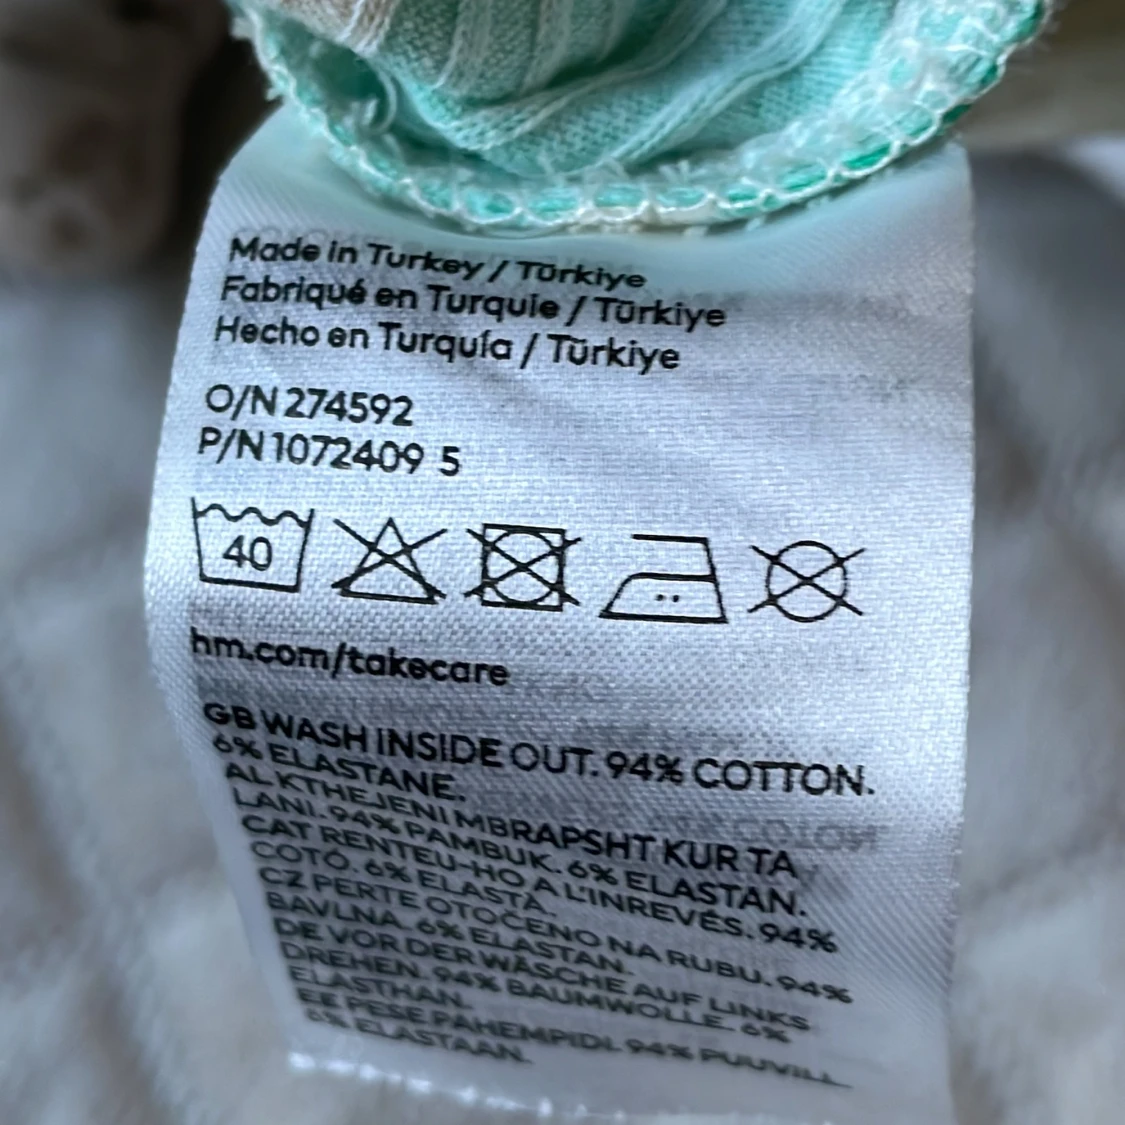 Made in Turkey / Türkiye
Fabriqué en Turquie / Türkiye
Hecho en Turquía / Türkiye
O/N 274592
P/N 1072409 5
40
hm.com/takecare
GB WASH INSIDE OUT. 94% COTTON.
6% ELASTANE.
AL KTHEJENI MBRAPSHT KUR TA
LANI. 94% PAMBUK. 6% ELASTAN.
CAT RENTEU-HO A L'INREVÉS. 94%
COTÓ. 6% ELASTÀ.
CZ PERTE OTOČENO NA RUBU. 94%
BAVLNA. 6% ELASTAN.
DE VOR DER WÄSCHE AUF LINKS
DREHEN. 94% BAUMWOLLE. 6%
ELASTHAN.
EE PESE PAHEMPIDI. 94% PUUVILL
6% ELASTAAN.